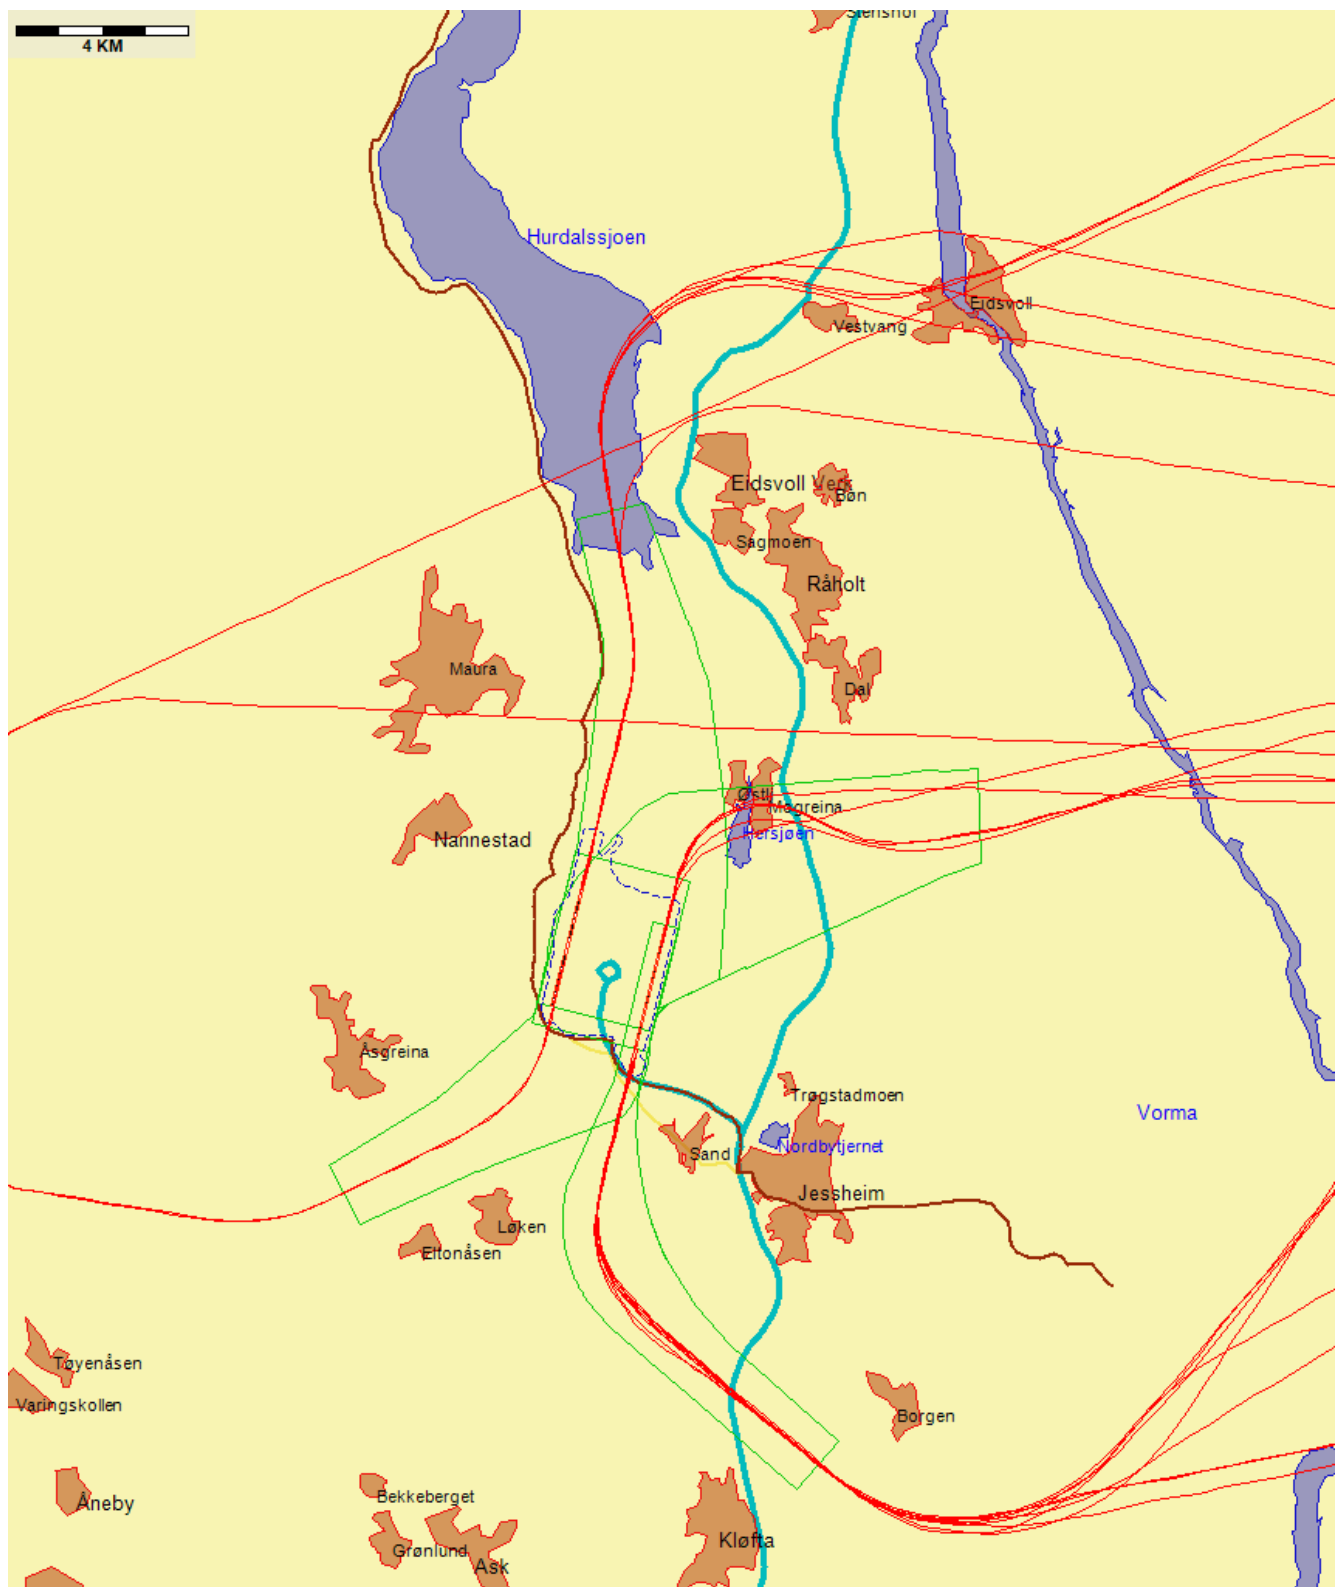 Stenshof
4 KM
Hurdalssjoen
Eidsvoll
Vestvang
Eidsvoll Verk
Bøn
Sagmoen
Råholt
Maura
Dal
Østli
Mogreina
Hersjøen
Nannestad
Åsgreina
Trøgstadmoen
Vorma
Nordbytjernet
Sand
Jessheim
Løken
Eltonåsen
Tøyenåsen
Varingskollen
Borgen
Bekkeberget
Åneby
Kløfta
Grønlund
Ask